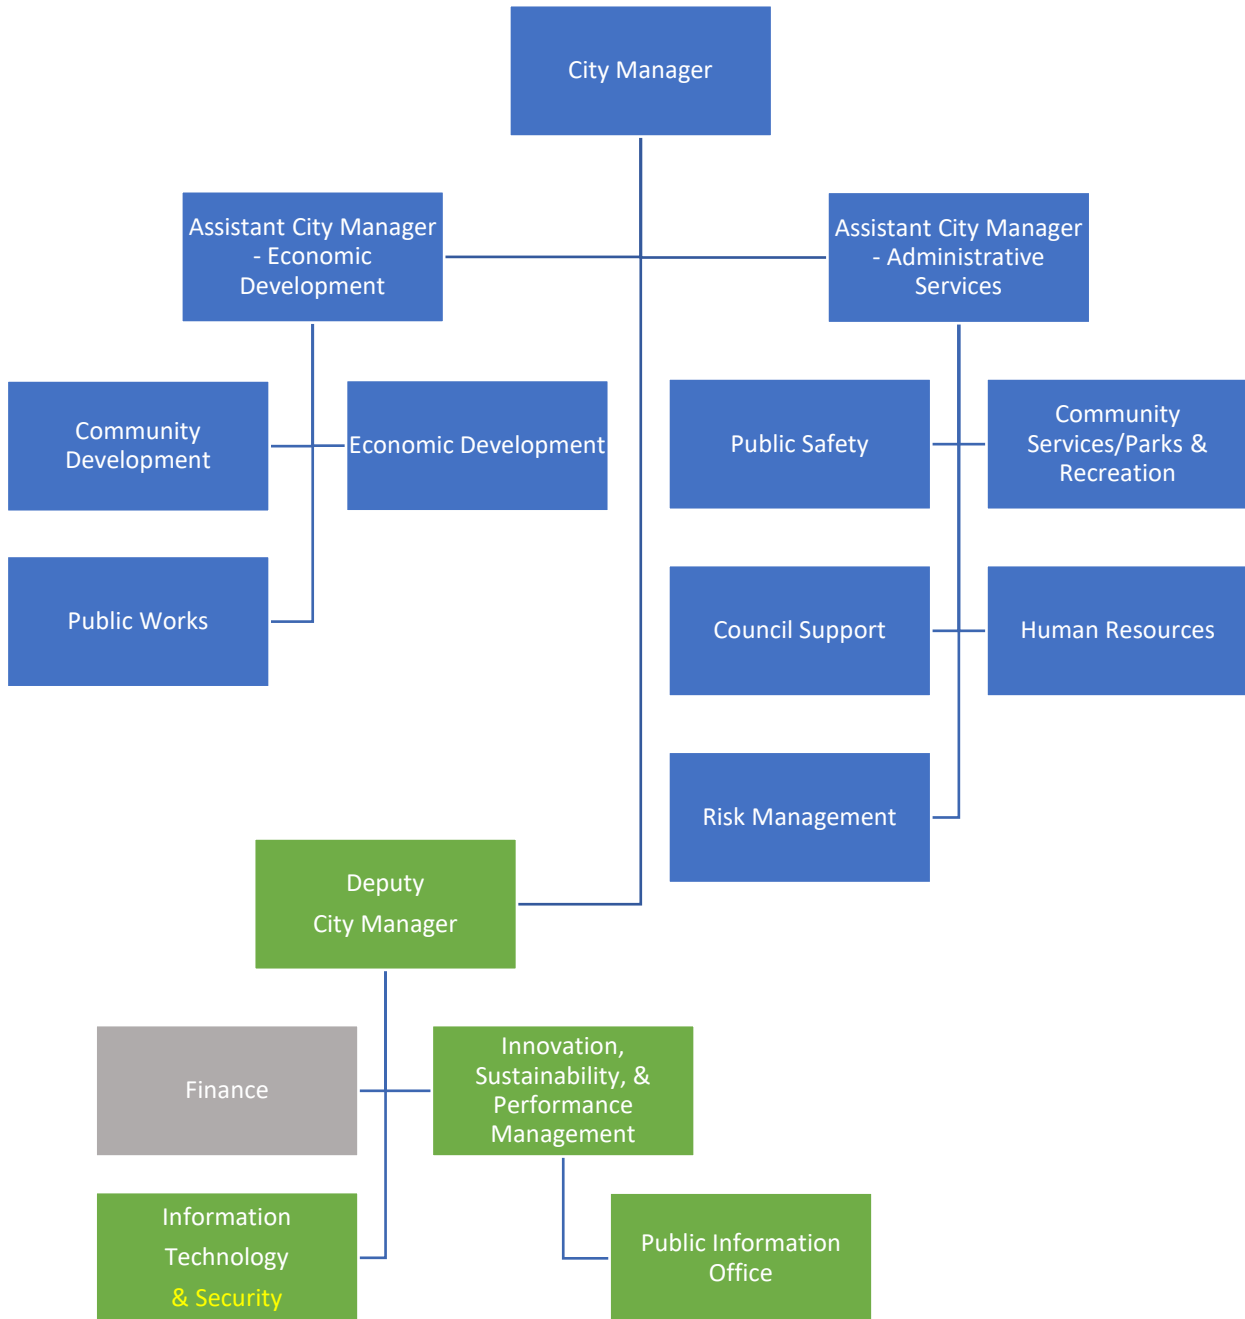 City Manager
Assistant City Manager
- Economic
Development
Assistant City Manager
- Administrative
Services
Community
Development
Economic Development
Public Works
Public Safety
Community
Services/Parks &
Recreation
Council Support
Human Resources
Risk Management
Deputy
City Manager
Finance
Innovation,
Sustainability, &
Performance
Management
Information
Technology
& Security
Public Information
Office